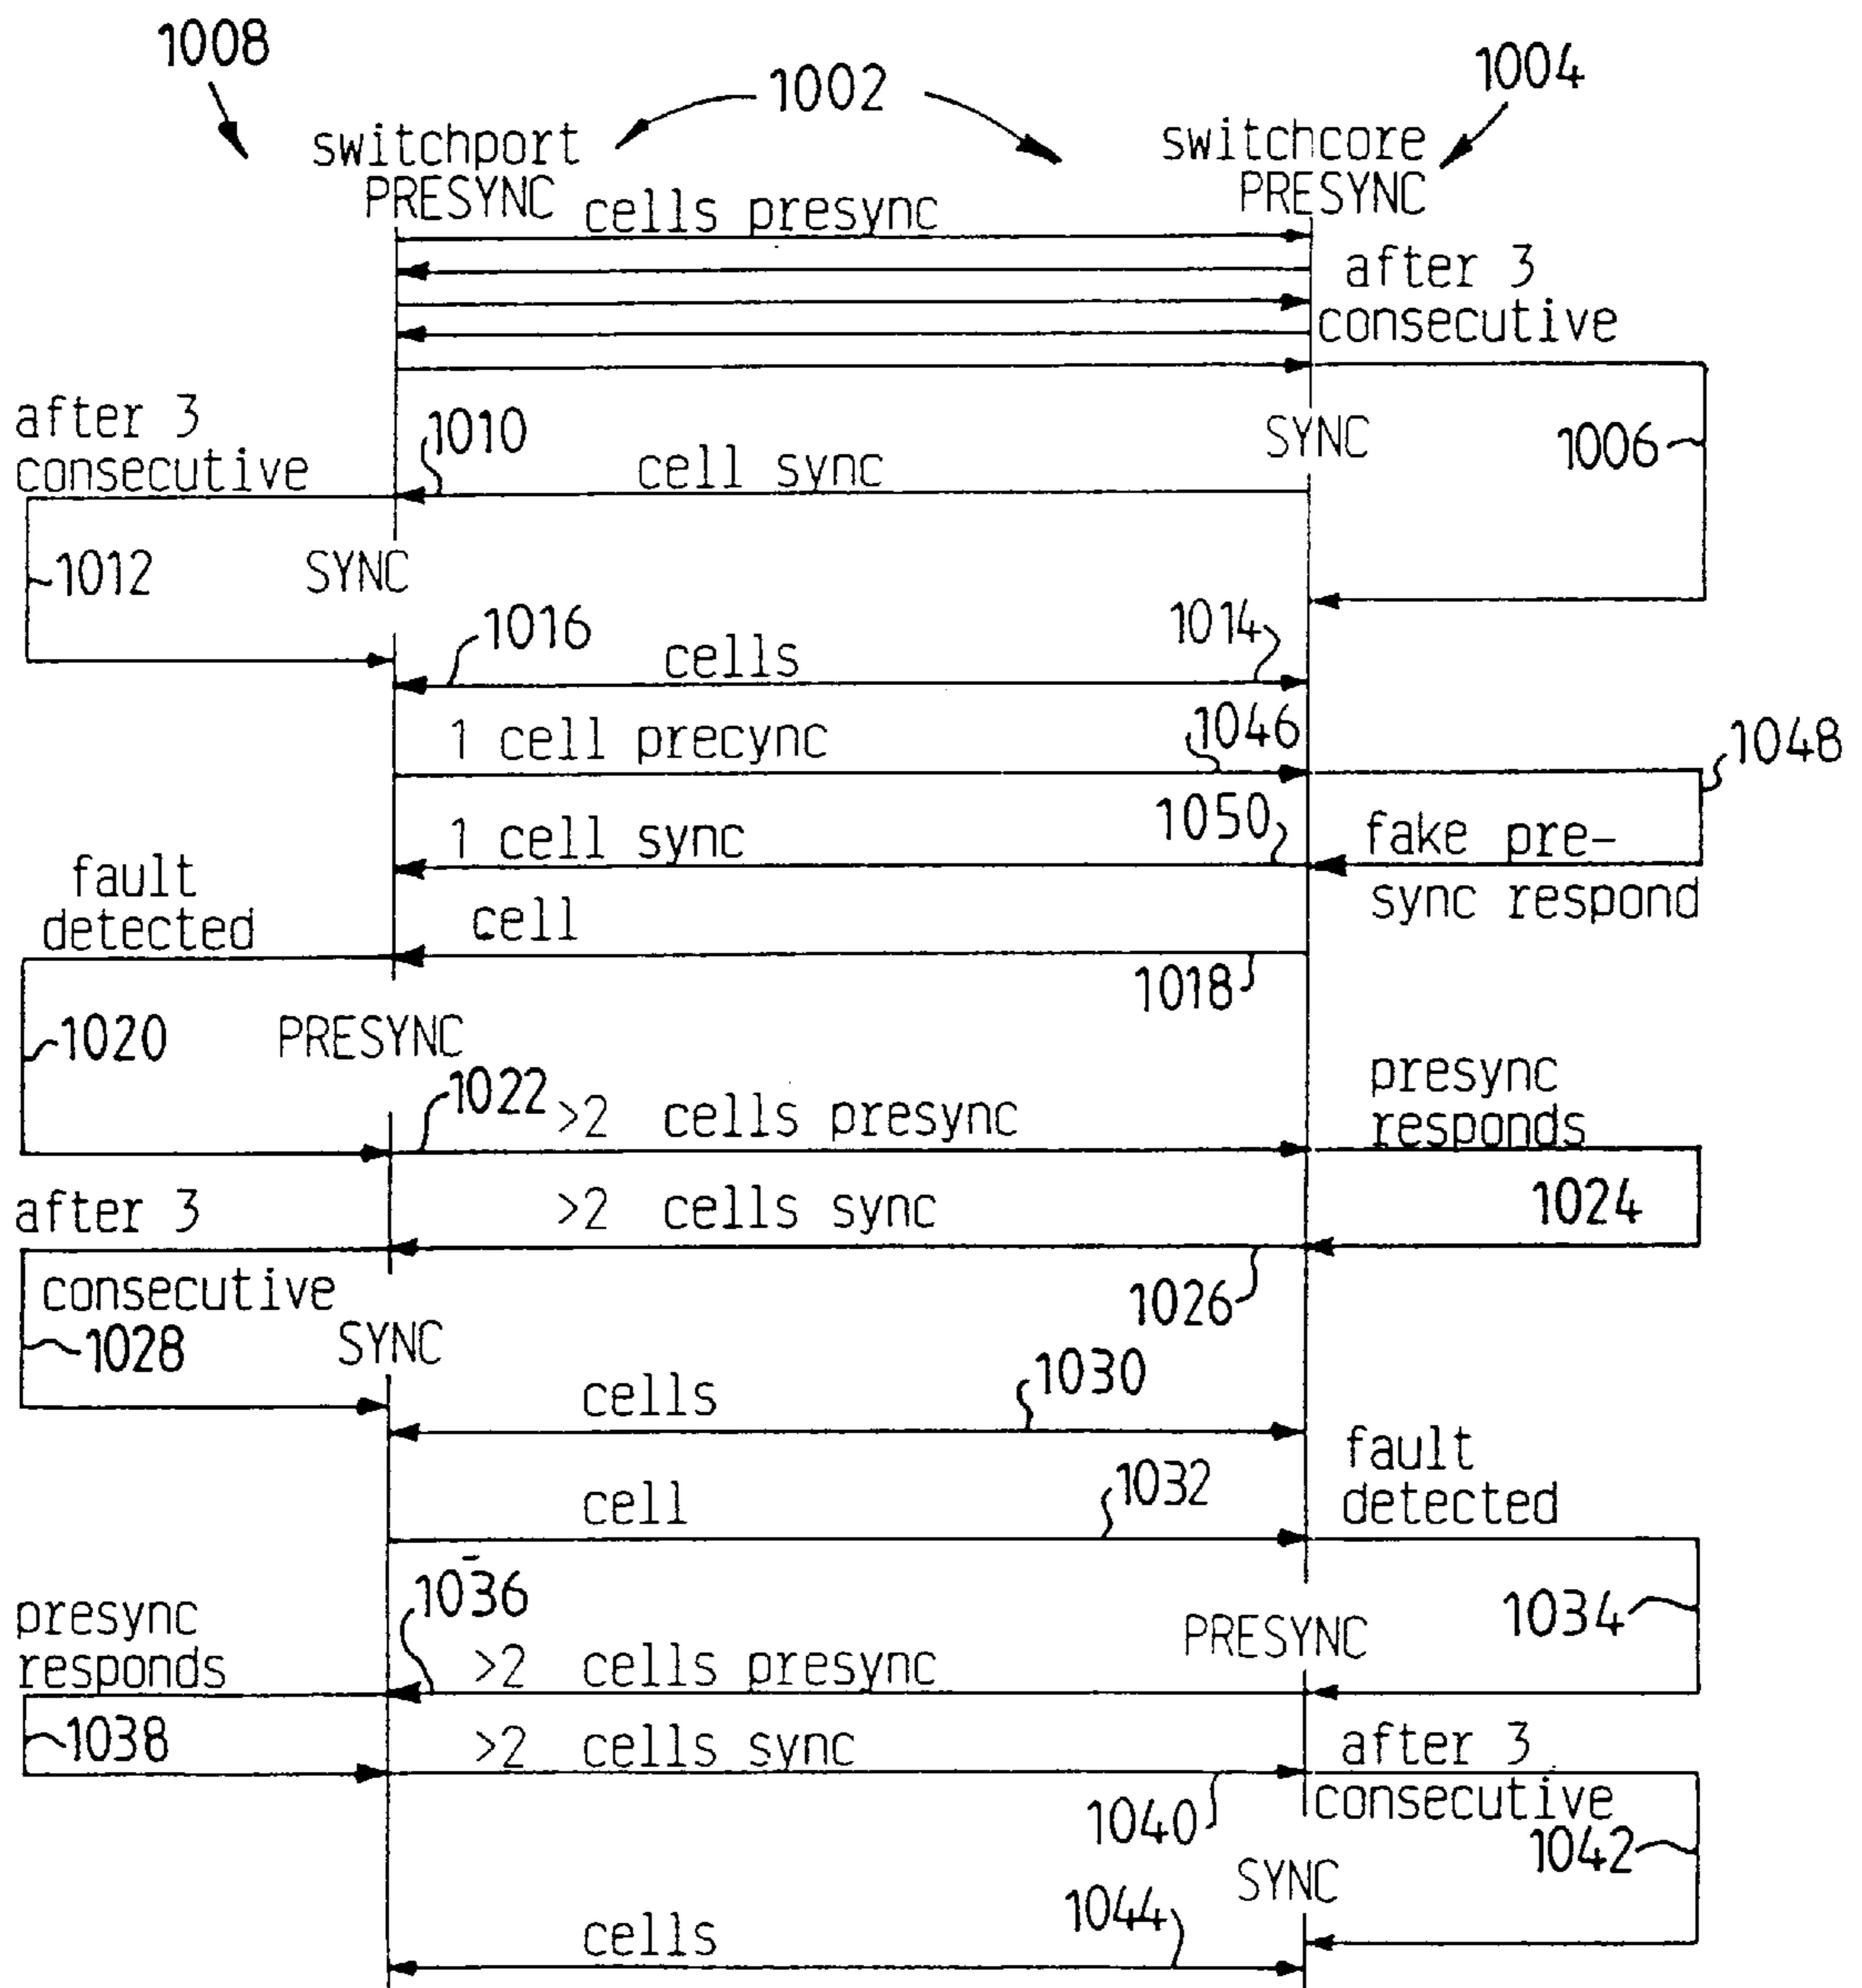 1008
1002
1004
switchport
PRESYNC
switchcore
PRESYNC
cells presync
after 3
consecutive
after 3
consecutive
1010
cell sync
SYNC
1006
1012
SYNC
1016
cells
1014
1 cell precync
1046
1048
1 cell sync
1050
fake pre-
sync respond
fault
detected
cell
1018
1020
PRESYNC
1022
>2 cells presync
presync
responds
after 3
consecutive
>2 cells sync
1024
1026
1028
SYNC
cells
1030
fault
detected
cell
1032
1036
presync
responds
>2 cells presync
PRESYNC
1034
1038
>2 cells sync
after 3
consecutive
1040
1042
SYNC
cells
1044